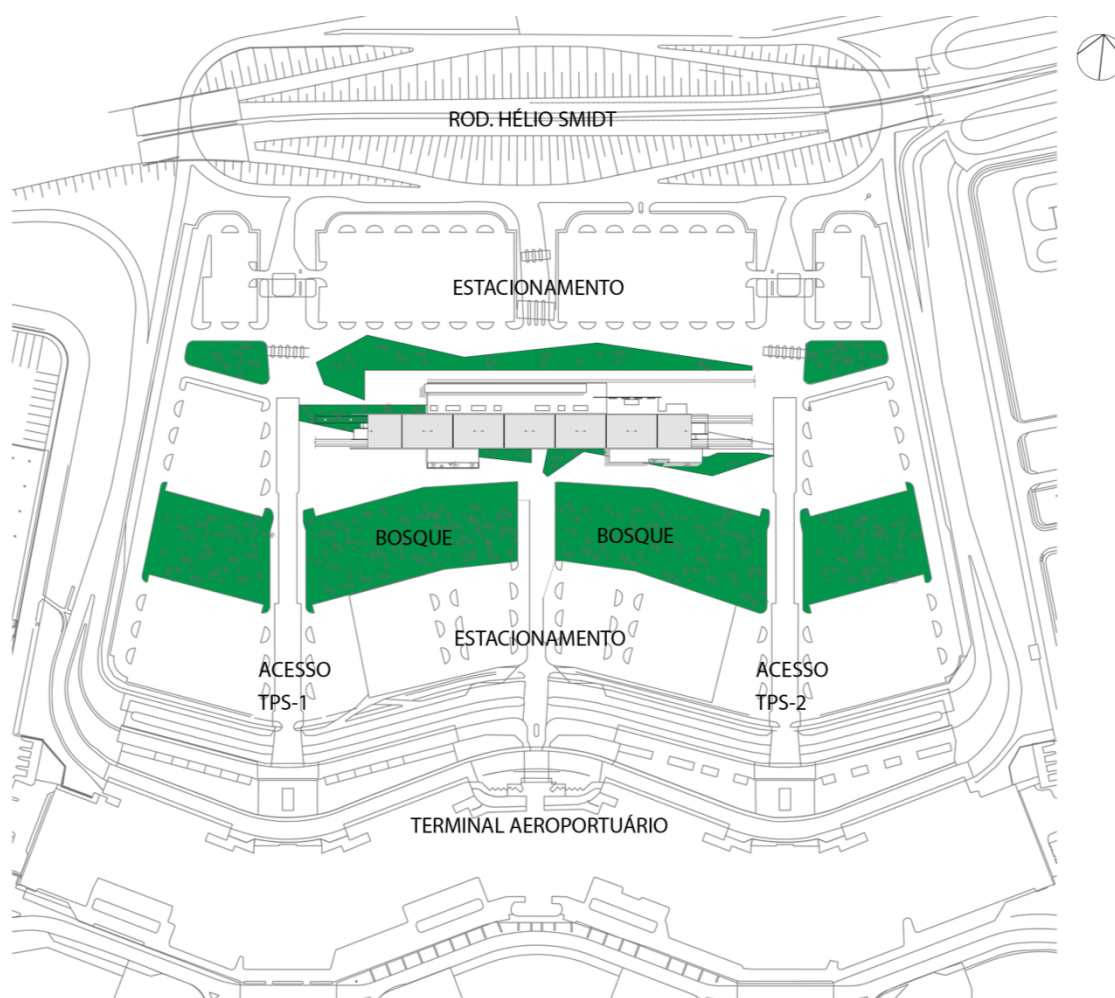 ROD. HÉLIO SMIDT
ESTACIONAMENTO
BOSQUE
BOSQUE
ESTACIONAMENTO
ACESSO
TPS-1
ACESSO
TPS-2
TERMINAL AEROPORTUÁRIO